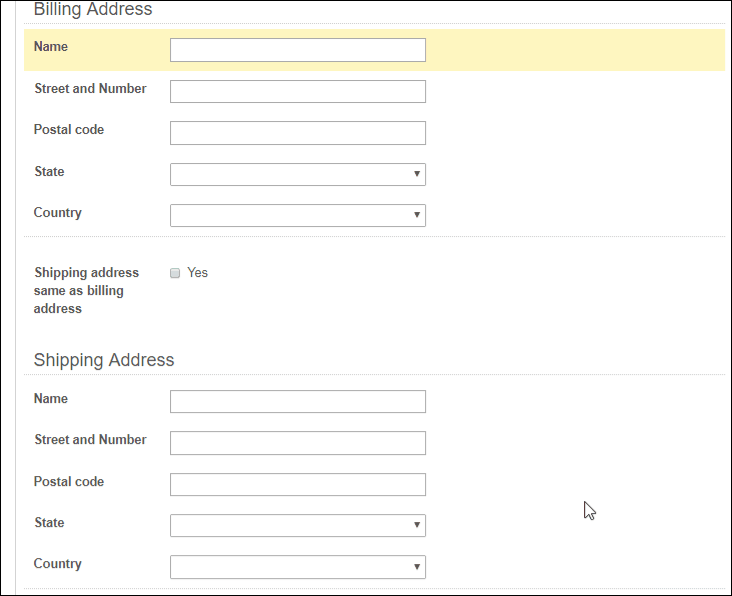 Billing Address
Name
Street and Number
Postal code
State
Country
Shipping address
same as billing
address
Yes
Shipping Address
Name
Street and Number
Postal code
State
Country